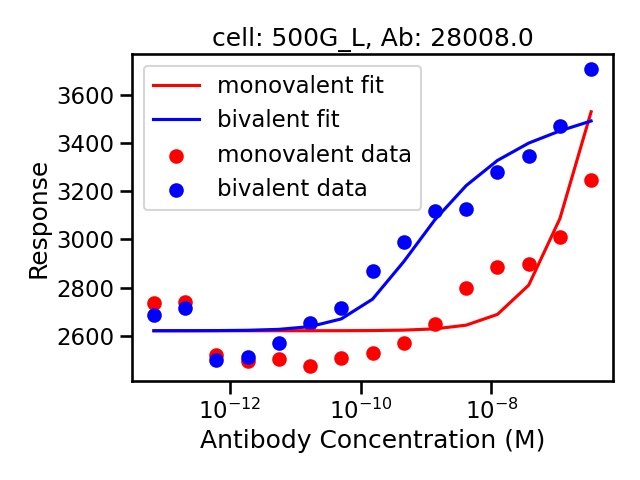 cell: 500G_L, Ab: 28008.0
monovalent fit
bivalent fit
monovalent data
bivalent data
Response
3600
3400
3200
3000
2800
2600
10⁻¹² 10⁻¹⁰ 10⁻⁸
Antibody Concentration (M)